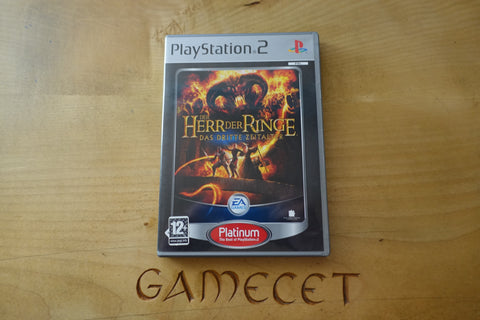 PlayStation 2
DER
HERR DER RINGE
DAS DRITTE ZEITALTER
EA
12+
Platinum
The Best of PlayStation 2
GAMECET